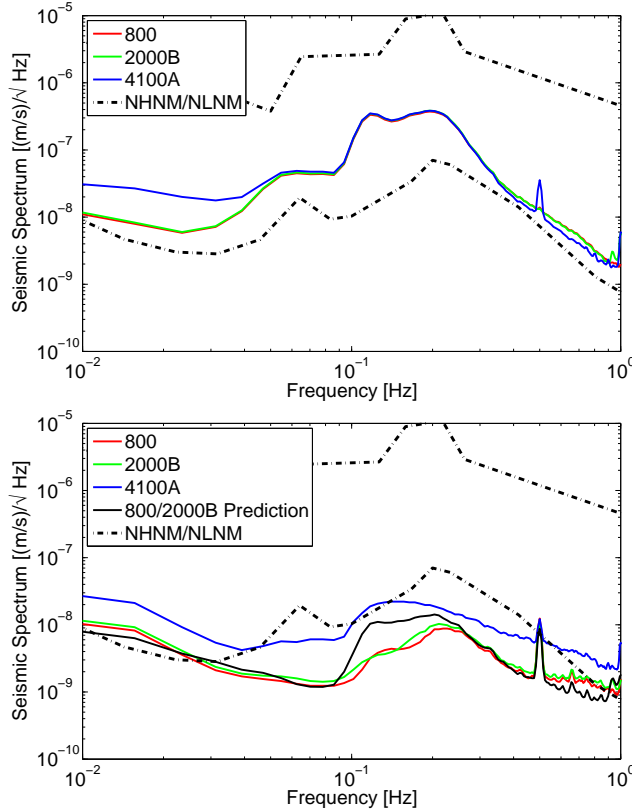 10⁻⁵
10⁻⁶
10⁻⁷
10⁻⁸
10⁻⁹
10⁻¹⁰
Seismic Spectrum [(m/s)/√ Hz]
800
2000B
4100A
NHNM/NLNM
10⁻²
10⁻¹
10⁰
Frequency [Hz]
10⁻⁵
10⁻⁶
10⁻⁷
10⁻⁸
10⁻⁹
10⁻¹⁰
Seismic Spectrum [(m/s)/√ Hz]
800
2000B
4100A
800/2000B Prediction
NHNM/NLNM
10⁻²
10⁻¹
10⁰
Frequency [Hz]